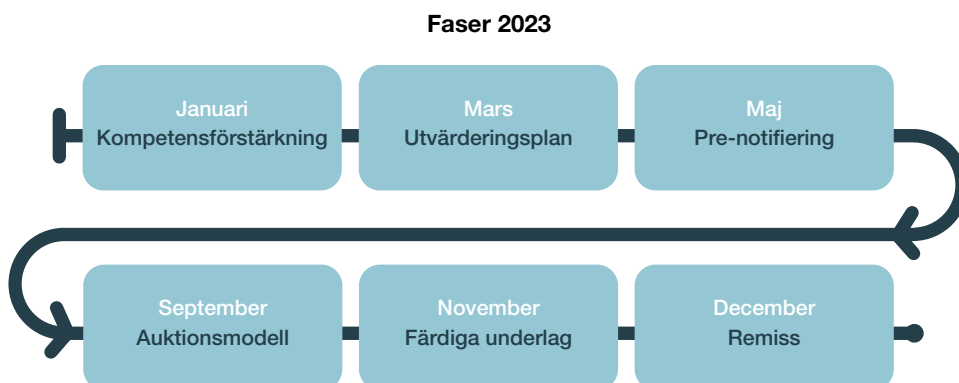 Faser 2023
Januari
Kompetensförstärkning
Mars
Utvärderingsplan
Maj
Pre-notifiering
September
Auktionsmodell
November
Färdiga underlag
December
Remiss